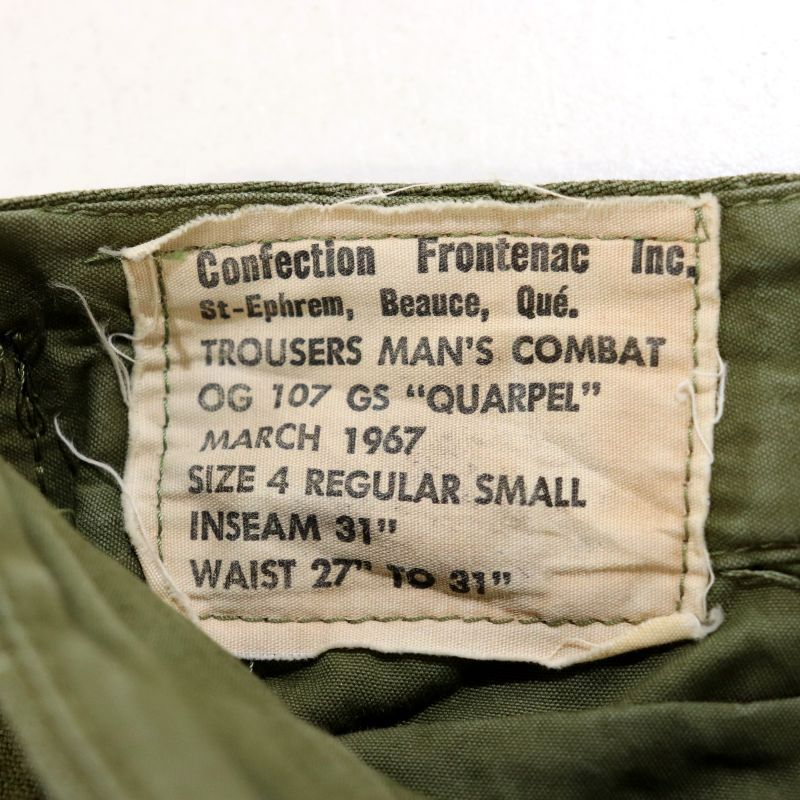 Confection Frontenac Inc.
St-Ephrem, Beauce, Qué.
TROUSERS MAN'S COMBAT
OG 107 GS "QUARPEL"
MARCH 1967
SIZE 4 REGULAR SMALL
INSEAM 31"
WAIST 27" TO 31"